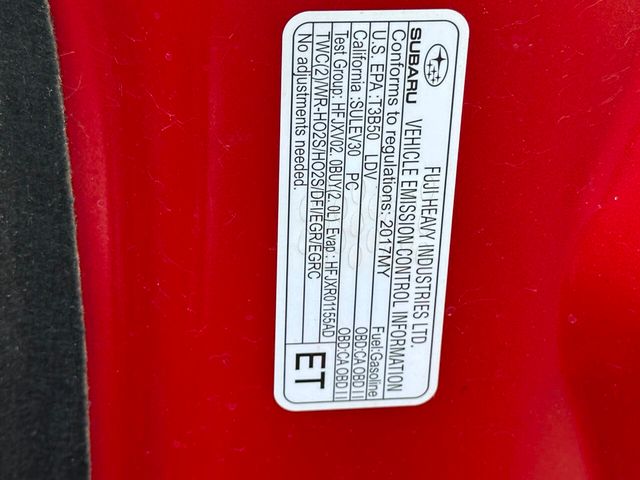 FUJI HEAVY INDUSTRIES LTD.
SUBARU VEHICLE EMISSION CONTROL INFORMATION
Conforms to regulations: 2017MY Fuel:Gasoline
U.S. EPA :T3B50 LDV OBD:CA OBD II
California :SULEV30 PC OBD:CA OBD II
Test Group: HFJXV02.0BUY(2.0L) Evap: HFJXR01155AD
TWC(2)/WR-HO2S/HO2S/DFI/EGR/EGRC
No adjustments needed.
ET